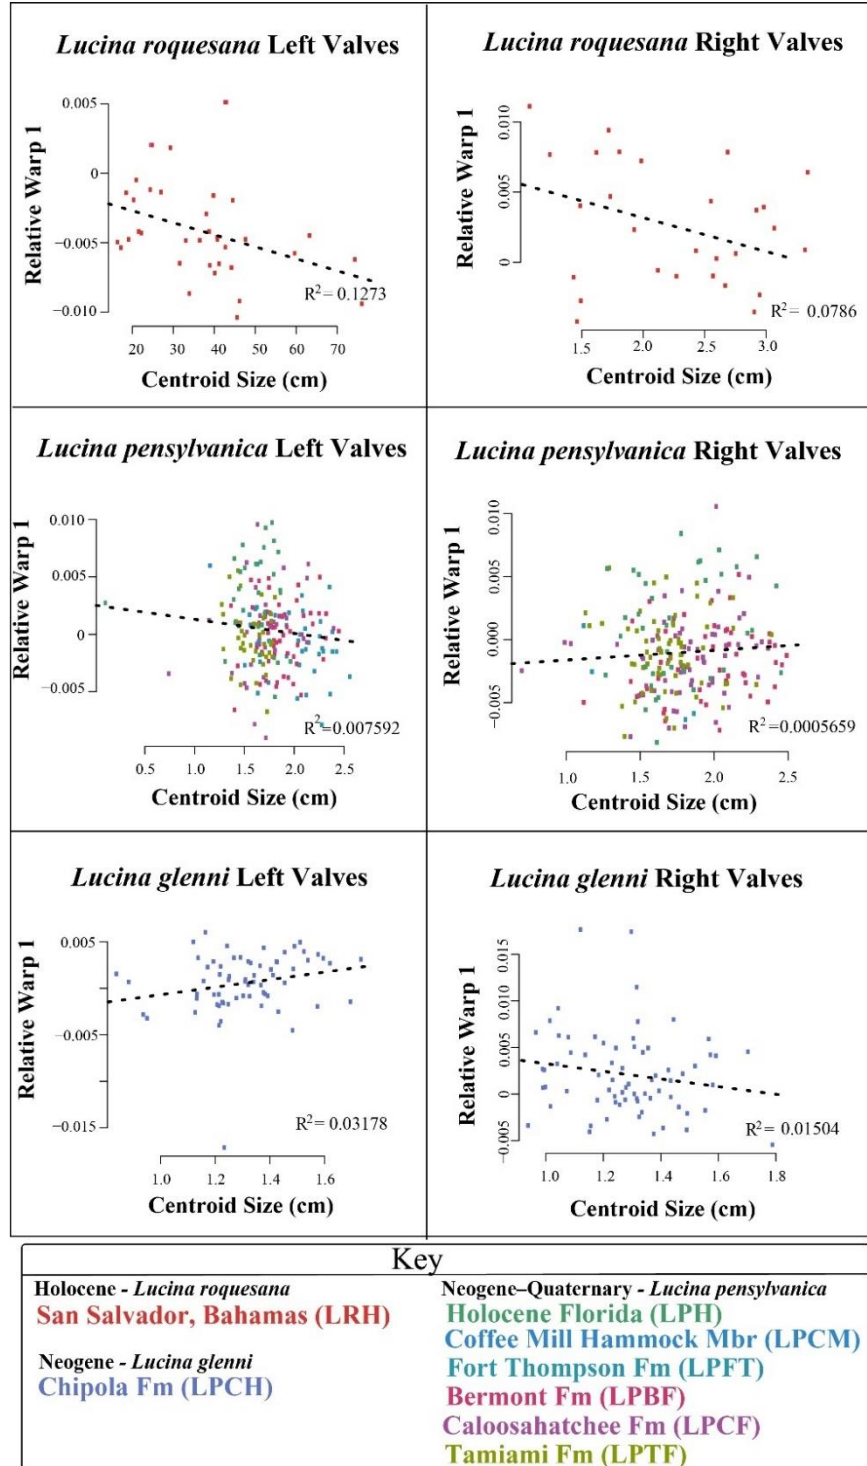 Lucina roquesana Left Valves
Relative Warp 1
0.005
0
−0.005
−0.010
R²= 0.1273
20 30 40 50 60 70
Centroid Size (cm)
Lucina roquesana Right Valves
Relative Warp 1
0.010
0.005
0
R²= 0.0786
1.5 2.0 2.5 3.0
Centroid Size (cm)
Lucina pensylvanica Left Valves
Relative Warp 1
0.010
0.005
0
−0.005
R²=0.007592
0.5 1.0 1.5 2.0 2.5
Centroid Size (cm)
Lucina pensylvanica Right Valves
Relative Warp 1
0.010
0.005
0.000
−0.005
R²=0.0005659
1.0 1.5 2.0 2.5
Centroid Size (cm)
Lucina glenni Left Valves
Relative Warp 1
0.005
−0.005
−0.015
R²=0.03178
1.0 1.2 1.4 1.6
Centroid Size (cm)
Lucina glenni Right Valves
Relative Warp 1
0.015
0.010
0.005
0
−0.005
R²= 0.01504
1.0 1.2 1.4 1.6 1.8
Centroid Size (cm)
Key
Holocene - Lucina roquesana
San Salvador, Bahamas (LRH)
Neogene - Lucina glenni
Chipola Fm (LPCH)
Neogene–Quaternary - Lucina pensylvanica
Holocene Florida (LPH)
Coffee Mill Hammock Mbr (LPCM)
Fort Thompson Fm (LPFT)
Bermont Fm (LPBF)
Caloosahatchee Fm (LPCF)
Tamiami Fm (LPTF)